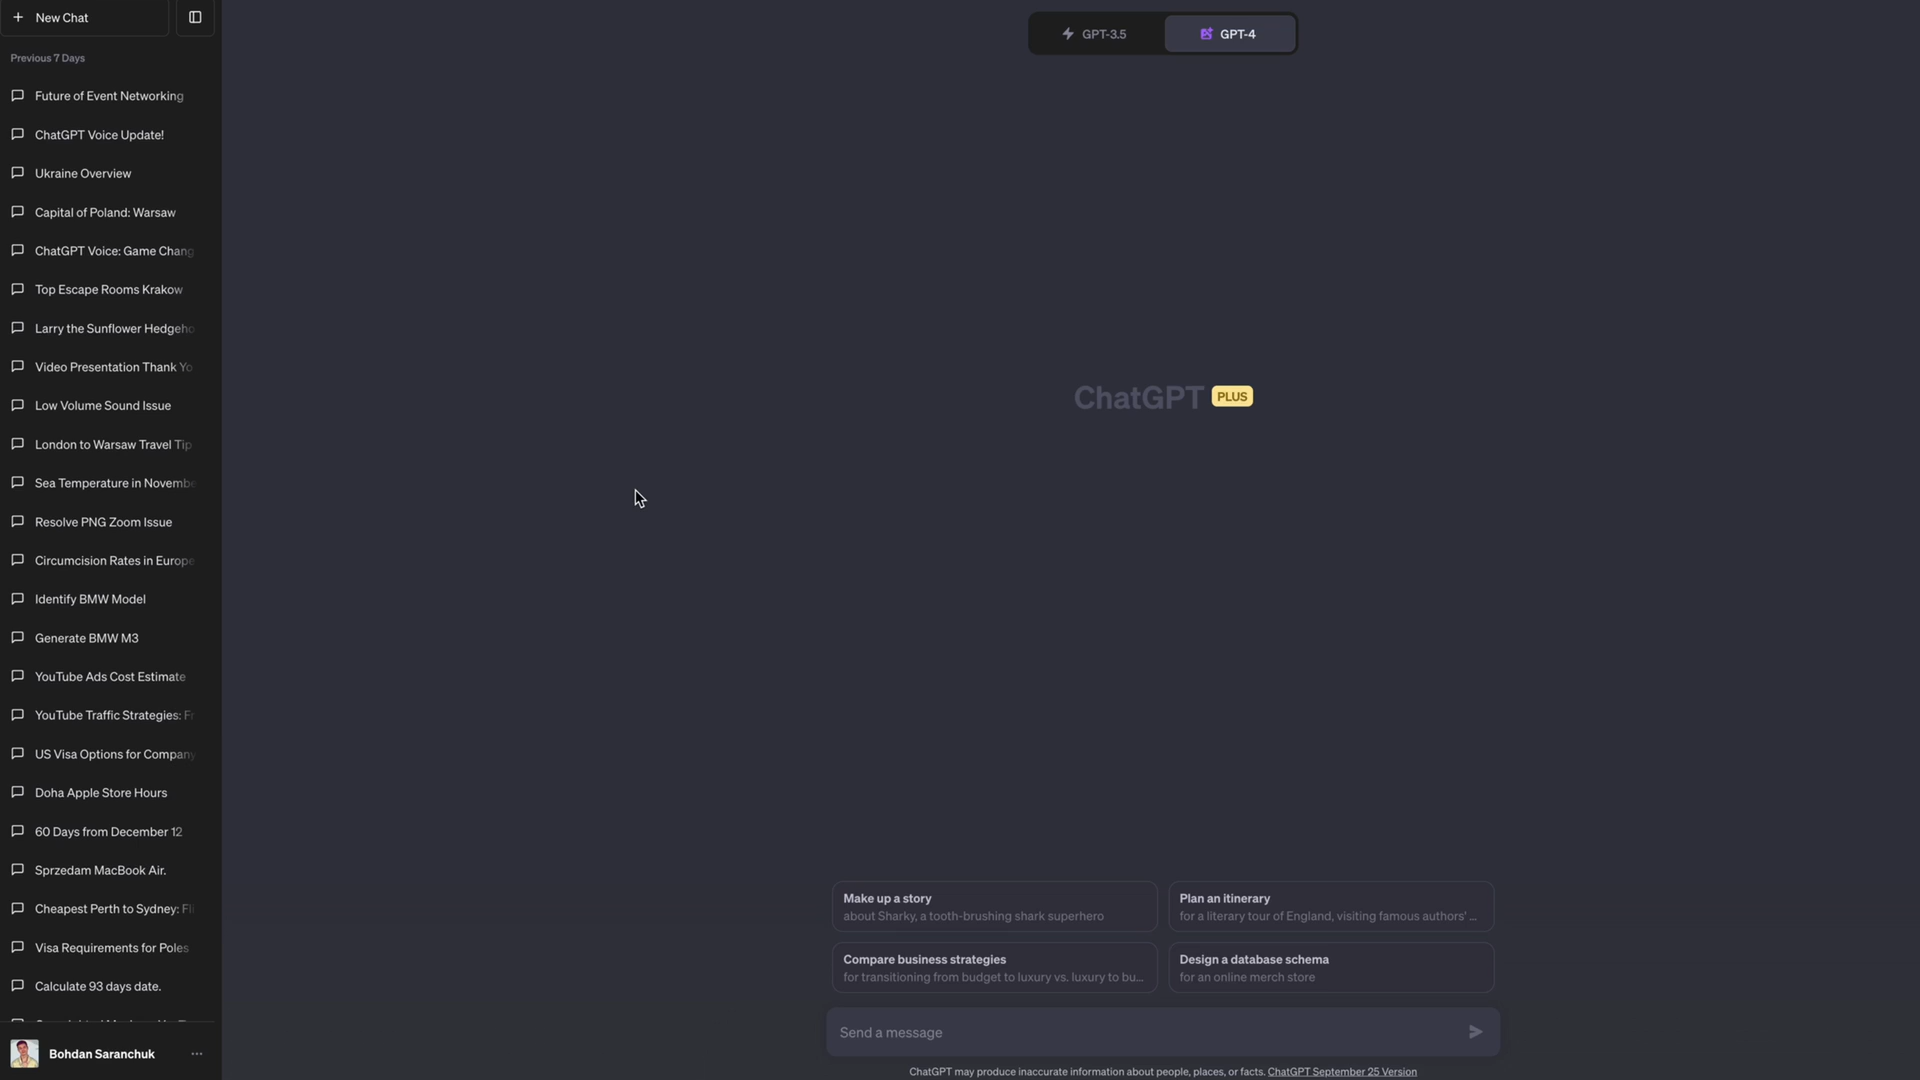 New Chat
Previous 7 Days
Future of Event Networking
ChatGPT Voice Update!
Ukraine Overview
Capital of Poland: Warsaw
ChatGPT Voice: Game Chang
Top Escape Rooms Krakow
Larry the Sunflower Hedgeho
Video Presentation Thank Yo
Low Volume Sound Issue
London to Warsaw Travel Tip
Sea Temperature in Novembe
Resolve PNG Zoom Issue
Circumcision Rates in Europe
Identify BMW Model
Generate BMW M3
YouTube Ads Cost Estimate
YouTube Traffic Strategies: Fr
US Visa Options for Company
Doha Apple Store Hours
60 Days from December 12
Sprzedam MacBook Air.
Cheapest Perth to Sydney: Fl
Visa Requirements for Poles
Calculate 93 days date.
Bohdan Saranchuk
GPT-3.5
GPT-4
ChatGPT PLUS
Make up a story
about Sharky, a tooth-brushing shark superhero
Plan an itinerary
for a literary tour of England, visiting famous authors' ...
Compare business strategies
for transitioning from budget to luxury vs. luxury to bu...
Design a database schema
for an online merch store
Send a message
ChatGPT may produce inaccurate information about people, places, or facts. ChatGPT September 25 Version